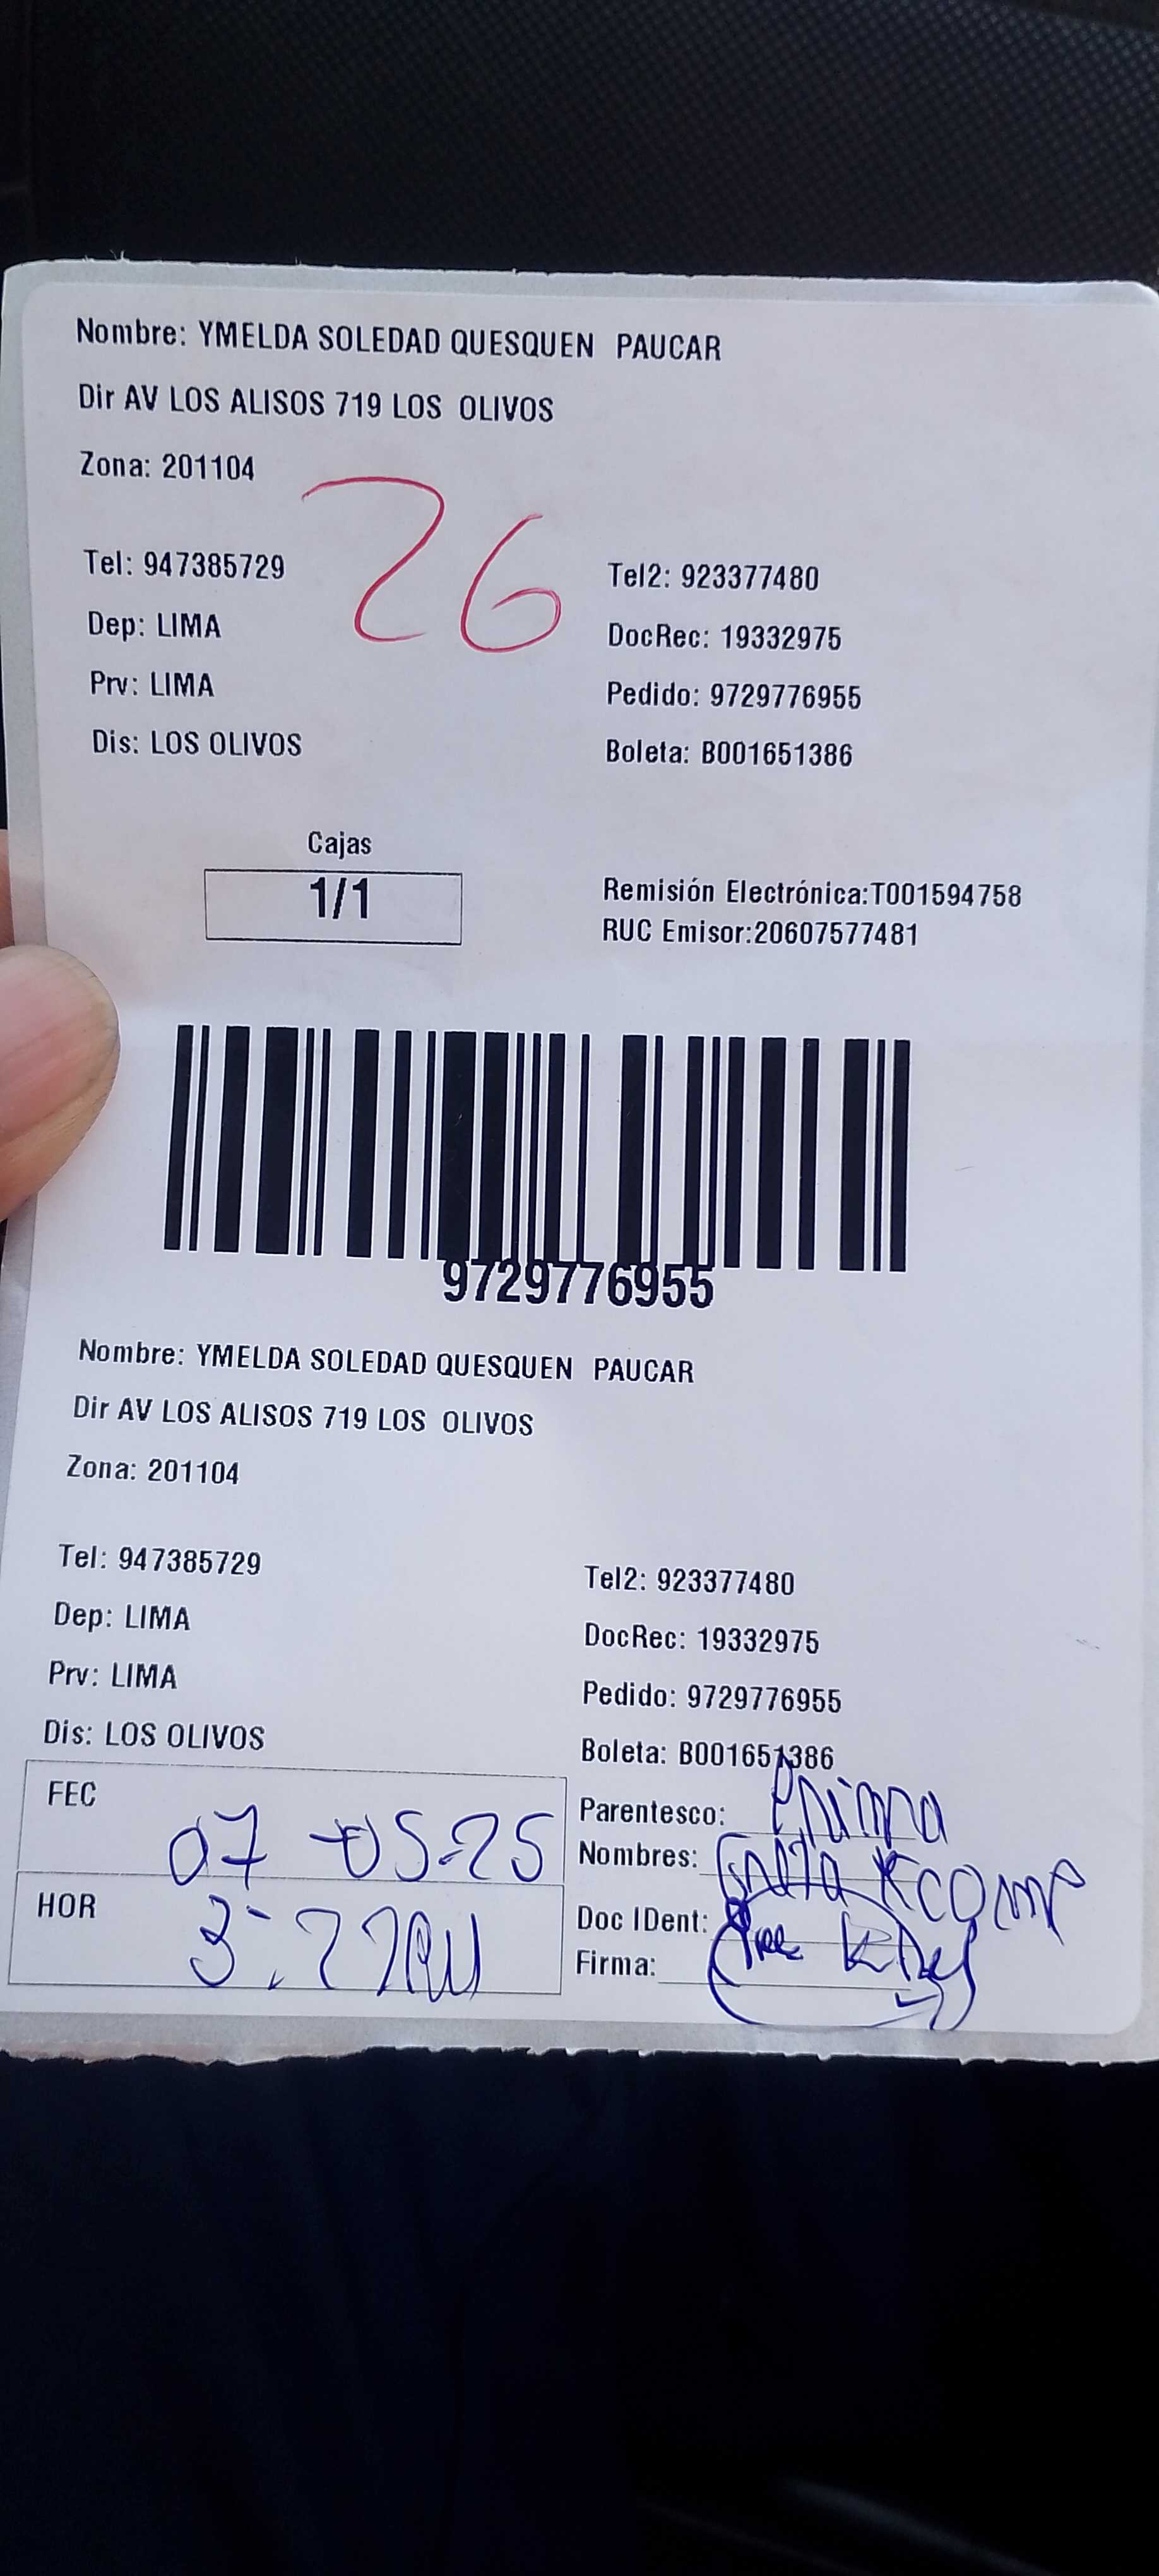 Nombre: YMELDA SOLEDAD QUESQUEN PAUCAR
Dir AV LOS ALISOS 719 LOS OLIVOS
Zona: 201104
26
Tel: 947385729 Tel2: 923377480
Dep: LIMA DocRec: 19332975
Prv: LIMA Pedido: 9729776955
Dis: LOS OLIVOS Boleta: B001651386
Cajas
1/1
Remisión Electrónica:T001594758
RUC Emisor:20607577481
9729776955
Nombre: YMELDA SOLEDAD QUESQUEN PAUCAR
Dir AV LOS ALISOS 719 LOS OLIVOS
Zona: 201104
Tel: 947385729 Tel2: 923377480
Dep: LIMA DocRec: 19332975
Prv: LIMA Pedido: 9729776955
Dis: LOS OLIVOS Boleta: B001651386
FEC 07-05-25
Parentesco: Prima
Nombres:
HOR
Doc IDent:
Firma: